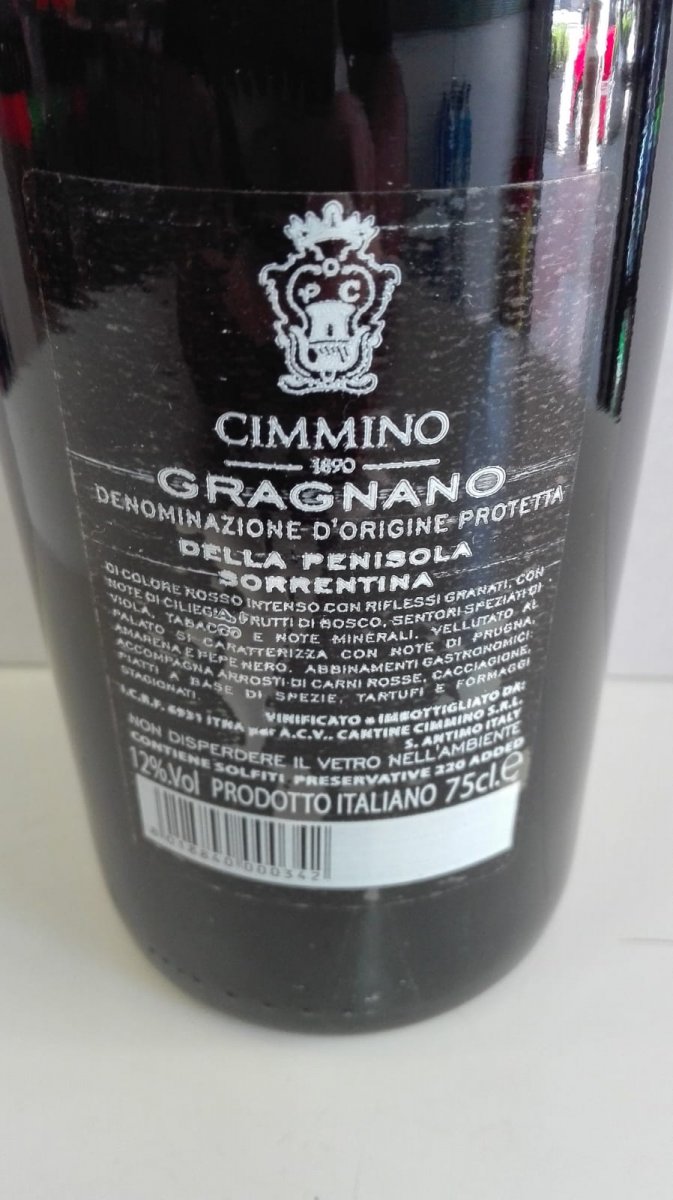 P O C
CIMMINO
1890
GRAGNANO
DENOMINAZIONE D'ORIGINE PROTETTA
DELLA PENISOLA
SORRENTINA
DI COLORE ROSSO INTENSO CON RIFLESSI GRANATI, CON
NOTE DI CILIEGIA, FRUTTI DI BOSCO, SENTORI SPEZIATI DI
VIOLA, TABACCO E NOTE MINERALI. VELLUTATO AL
PALATO SI CARATTERIZZA CON NOTE DI PRUGNA,
AMARENA E PEPE NERO. ABBINAMENTI GASTRONOMICI:
ACCOMPAGNA ARROSTI DI CARNI ROSSE, CACCIAGIONE,
PIATTI A BASE DI SPEZIE, TARTUFI E FORMAGGI
STAGIONATI.
VINIFICATO e IMBOTTIGLIATO DA:
I.C.R.F. 6931 ITNA per A.C.V.. CANTINE CIMMINO S.R.L.
S. ANTIMO ITALY
NON DISPERDERE IL VETRO NELL'AMBIENTE
CONTIENE SOLFITI PRESERVATIVE 220 ADDED
12%.Vol PRODOTTO ITALIANO 75cl.e
000342